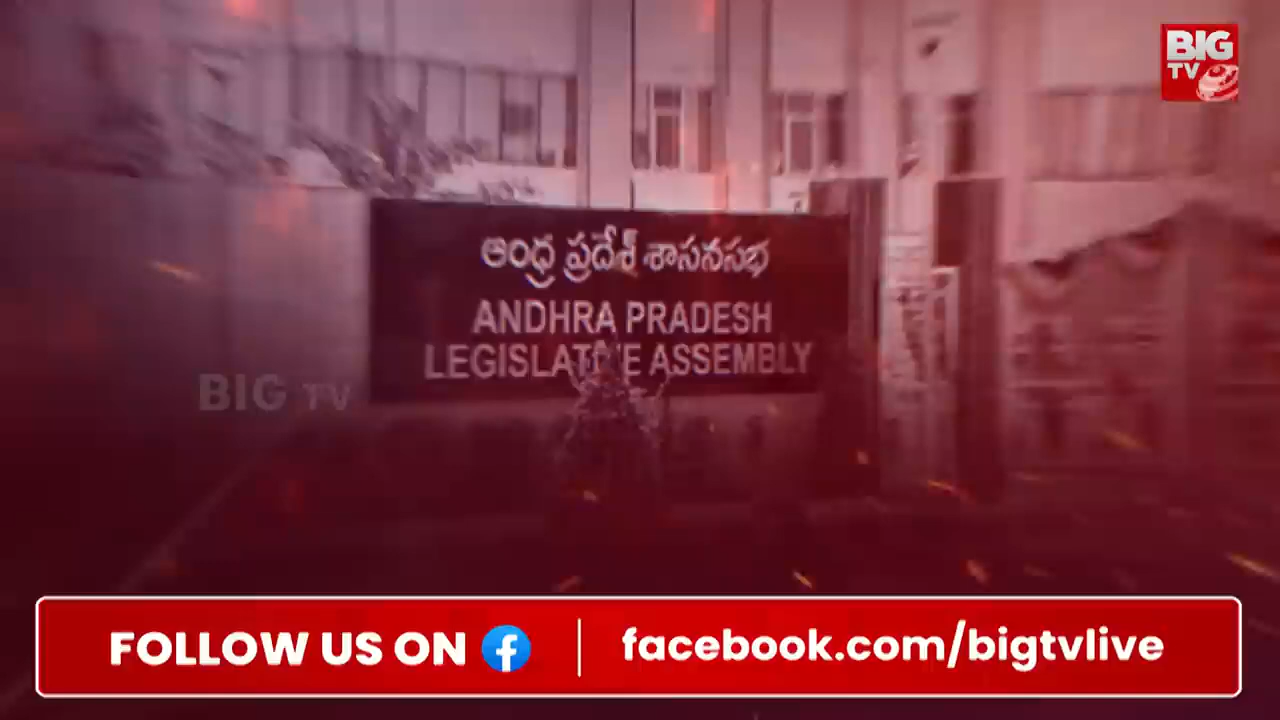 BIG
TV
ఆంధ్ర ప్రదేశ్ శాసనసభ
ANDHRA PRADESH
LEGISLATIVE ASSEMBLY
BIG TV
FOLLOW US ON
facebook.com/bigtvlive